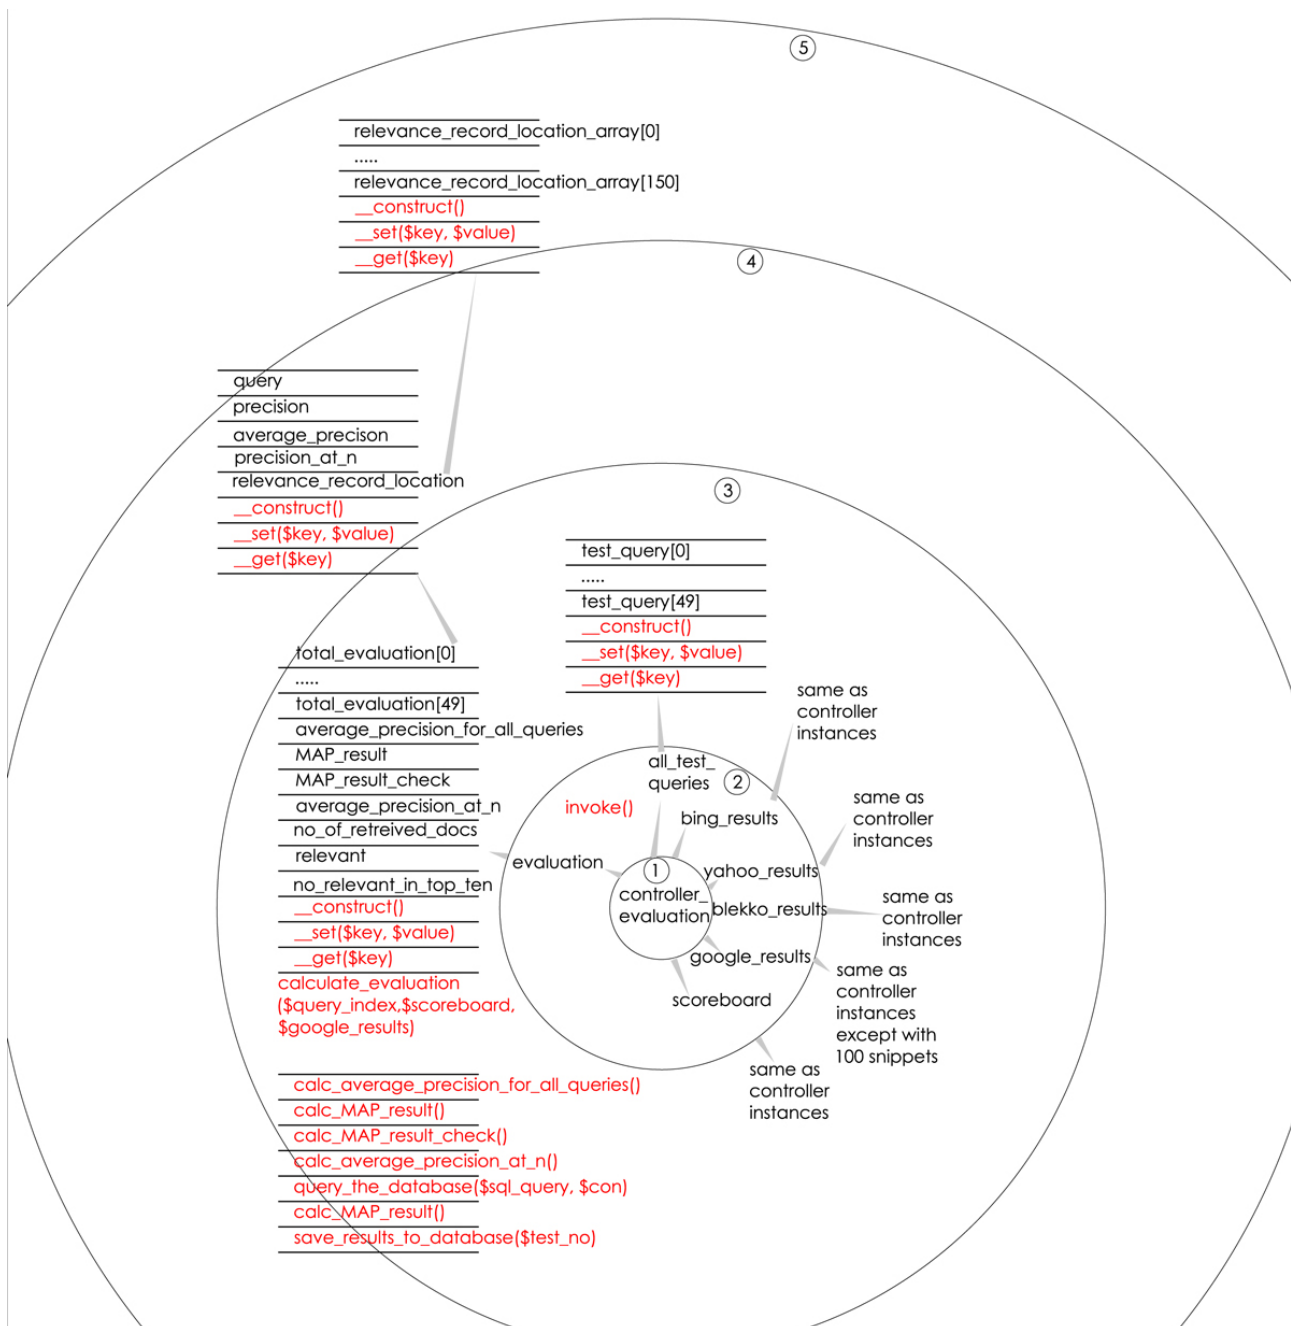 5
relevance_record_location_array[0]
.....
relevance_record_location_array[150]
__construct()
__set($key, $value)
__get($key)
4
query
precision
average_precison
precision_at_n
relevance_record_location
__construct()
__set($key, $value)
__get($key)
3
test_query[0]
.....
test_query[49]
__construct()
__set($key, $value)
__get($key)
total_evaluation[0]
.....
total_evaluation[49]
average_precision_for_all_queries
MAP_result
MAP_result_check
average_precision_at_n
no_of_retreived_docs
relevant
no_relevant_in_top_ten
__construct()
__set($key, $value)
__get($key)
calculate_evaluation
($query_index,$scoreboard,
$google_results)
calc_average_precision_for_all_queries()
calc_MAP_result()
calc_MAP_result_check()
calc_average_precision_at_n()
query_the_database($sql_query, $con)
calc_MAP_result()
save_results_to_database($test_no)
2
all_test_
queries
invoke()
bing_results
evaluation
1
controller_
evaluation
yahoo_results
blekko_results
google_results
scoreboard
same as
controller
instances
same as
controller
instances
same as
controller
instances
same as
controller
instances
except with
100 snippets
same as
controller
instances